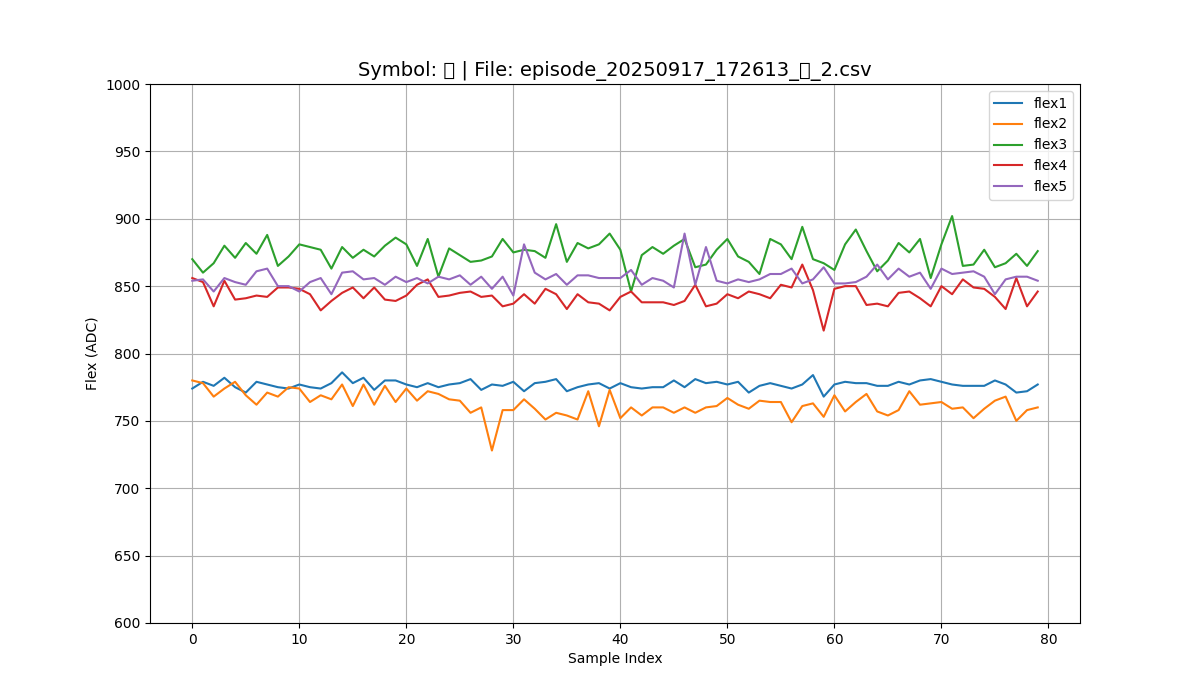 Symbol: | File: episode_20250917_172613_ _2.csv
1000
950
900
850
800
750
700
650
600
Flex (ADC)
0 10 20 30 40 50 60 70 80
Sample Index
flex1
flex2
flex3
flex4
flex5